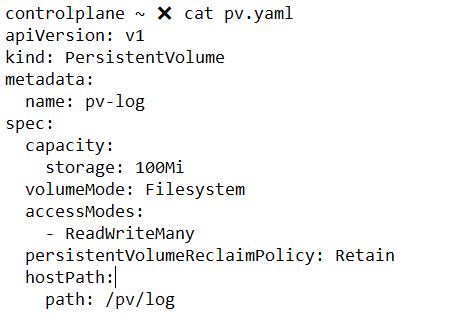 controlplane ~ ✖ cat pv.yaml
apiVersion: v1
kind: PersistentVolume
metadata:
  name: pv-log
spec:
  capacity:
    storage: 100Mi
  volumeMode: Filesystem
  accessModes:
    - ReadWriteMany
  persistentVolumeReclaimPolicy: Retain
  hostPath:
    path: /pv/log